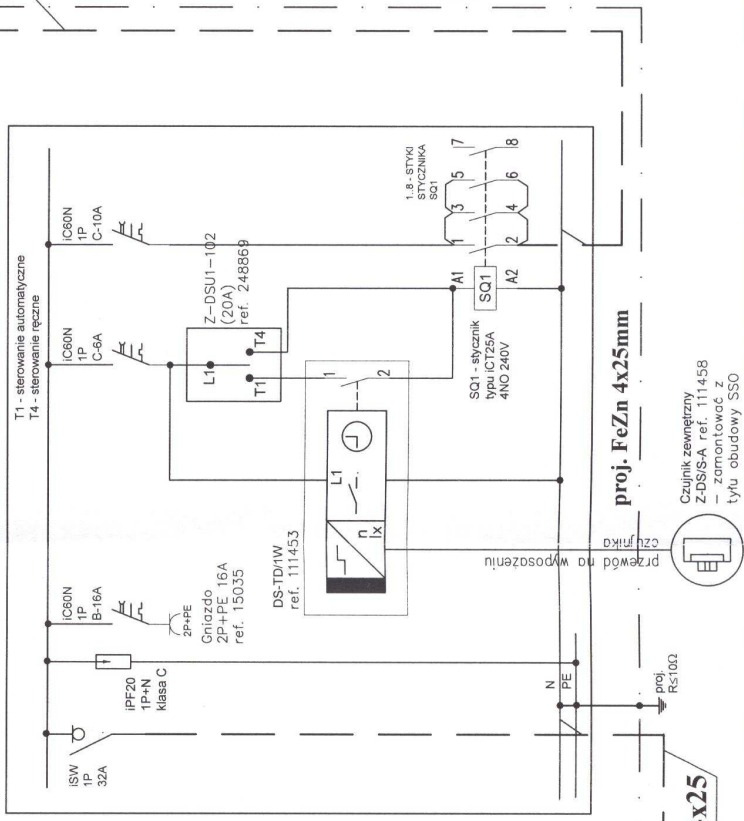 T1 - sterowanie automatyczne
T4 - sterowanie ręczne
iSW
1P
32A
iPF20
1P+N
klasa C
iC60N
1P
B-16A
2P+PE
Gniazdo
2P+PE 16A
ref. 15035
iC60N
1P
C-6A
iC60N
1P
C-10A
Z-DSU1-102
(20A)
ref. 248869
L1
T1
T4
DS-TD/1W
ref. 111453
L1
n
lx
1
2
1..8 - STYKI
STYCZNIKA
SQ1
1
2
3
4
5
6
7
8
A1
SQ1
A2
SQ1 - stycznik
typu iCT25A
4NO 240V
N
PE
proj.
R≤10Ω
proj. FeZn 4x25mm
przewód na wyposażeniu
czujnika
Czujnik zewnętrzny
Z-DS/S-A ref. 111458
- zamontować z
tyłu obudowy SSO
x25